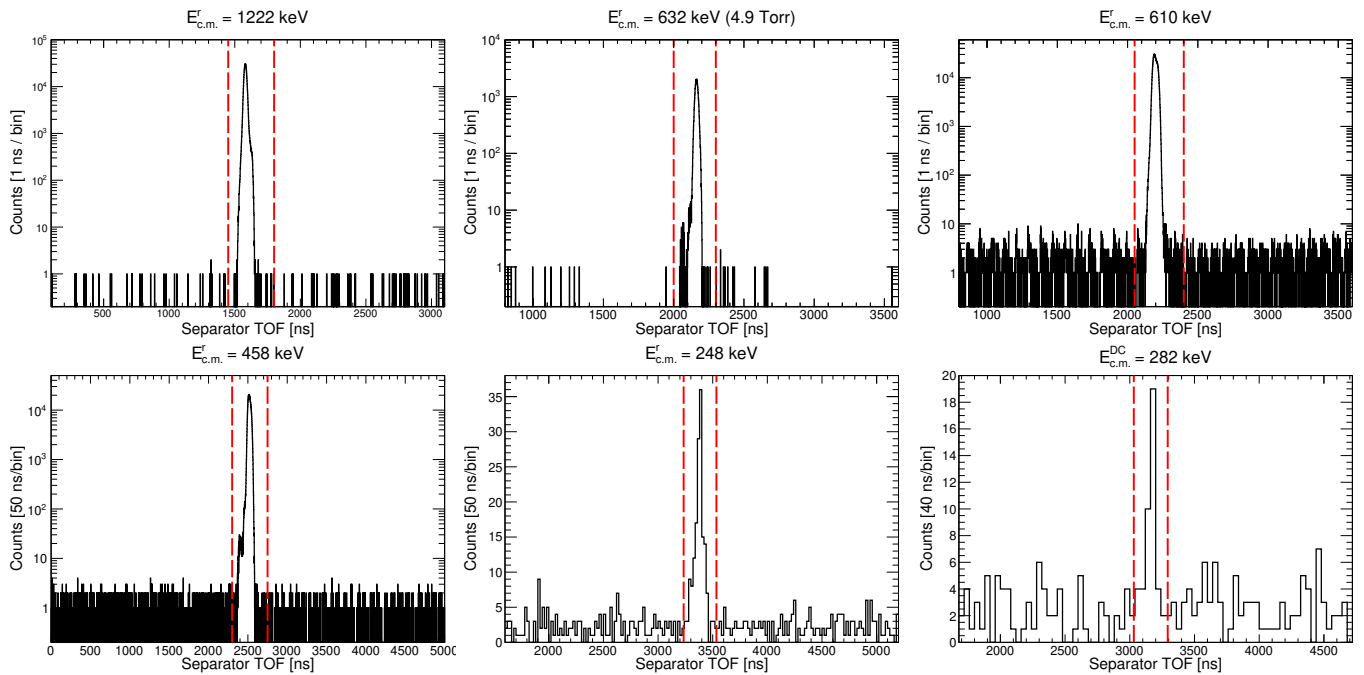 E^r_c.m. = 1222 keV
Counts [1 ns / bin]
10^5
10^4
10^3
10^2
10
1
500 1000 1500 2000 2500 3000
Separator TOF [ns]
E^r_c.m. = 632 keV (4.9 Torr)
Counts [1 ns / bin]
10^4
10^3
10^2
10
1
1000 1500 2000 2500 3000 3500
Separator TOF [ns]
E^r_c.m. = 610 keV
Counts [1 ns / bin]
10^4
10^3
10^2
10
1
1000 1500 2000 2500 3000 3500
Separator TOF [ns]
E^r_c.m. = 458 keV
Counts [50 ns/bin]
10^4
10^3
10^2
10
1
0 500 1000 1500 2000 2500 3000 3500 4000 4500 5000
Separator TOF [ns]
E^r_c.m. = 248 keV
Counts [50 ns/bin]
35
30
25
20
15
10
5
0
2000 2500 3000 3500 4000 4500 5000
Separator TOF [ns]
E^DC_c.m. = 282 keV
Counts [40 ns/bin]
20
18
16
14
12
10
8
6
4
2
0
2000 2500 3000 3500 4000 4500
Separator TOF [ns]